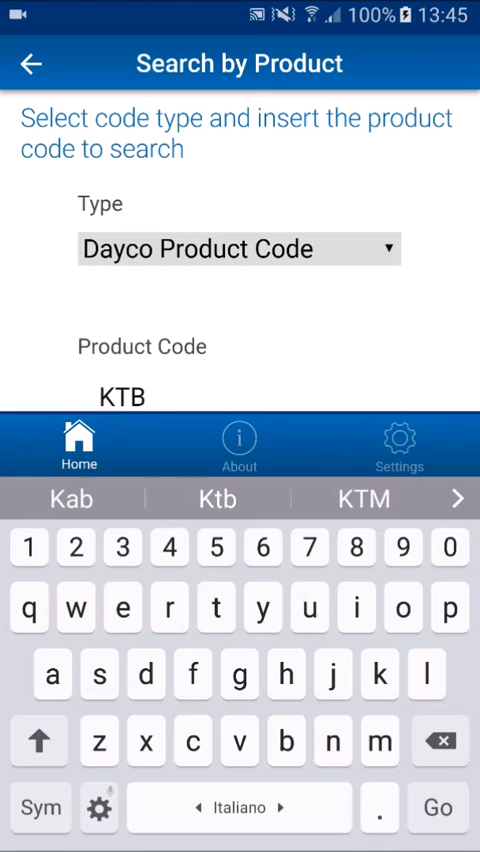 100% 13:45
Search by Product
Select code type and insert the product
code to search
Type
Dayco Product Code
Product Code
KTB
Home About Settings
Kab Ktb KTM
1 2 3 4 5 6 7 8 9 0
q w e r t y u i o p
a s d f g h j k l
z x c v b n m
Sym Italiano . Go